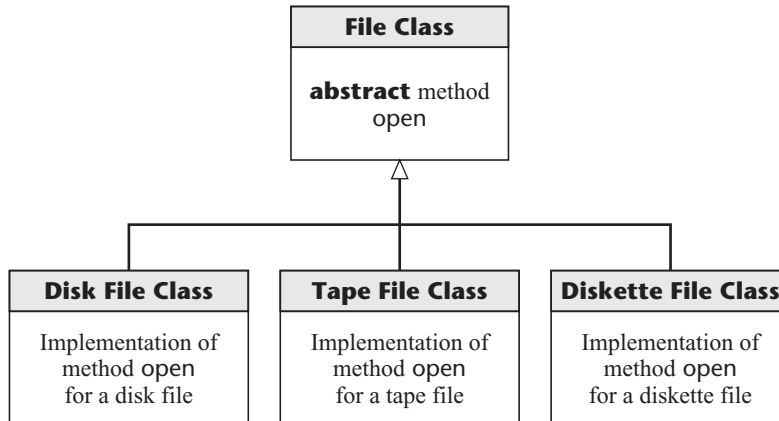 File Class
abstract method
open
Disk File Class
Implementation of
method open
for a disk file
Tape File Class
Implementation of
method open
for a tape file
Diskette File Class
Implementation of
method open
for a diskette file